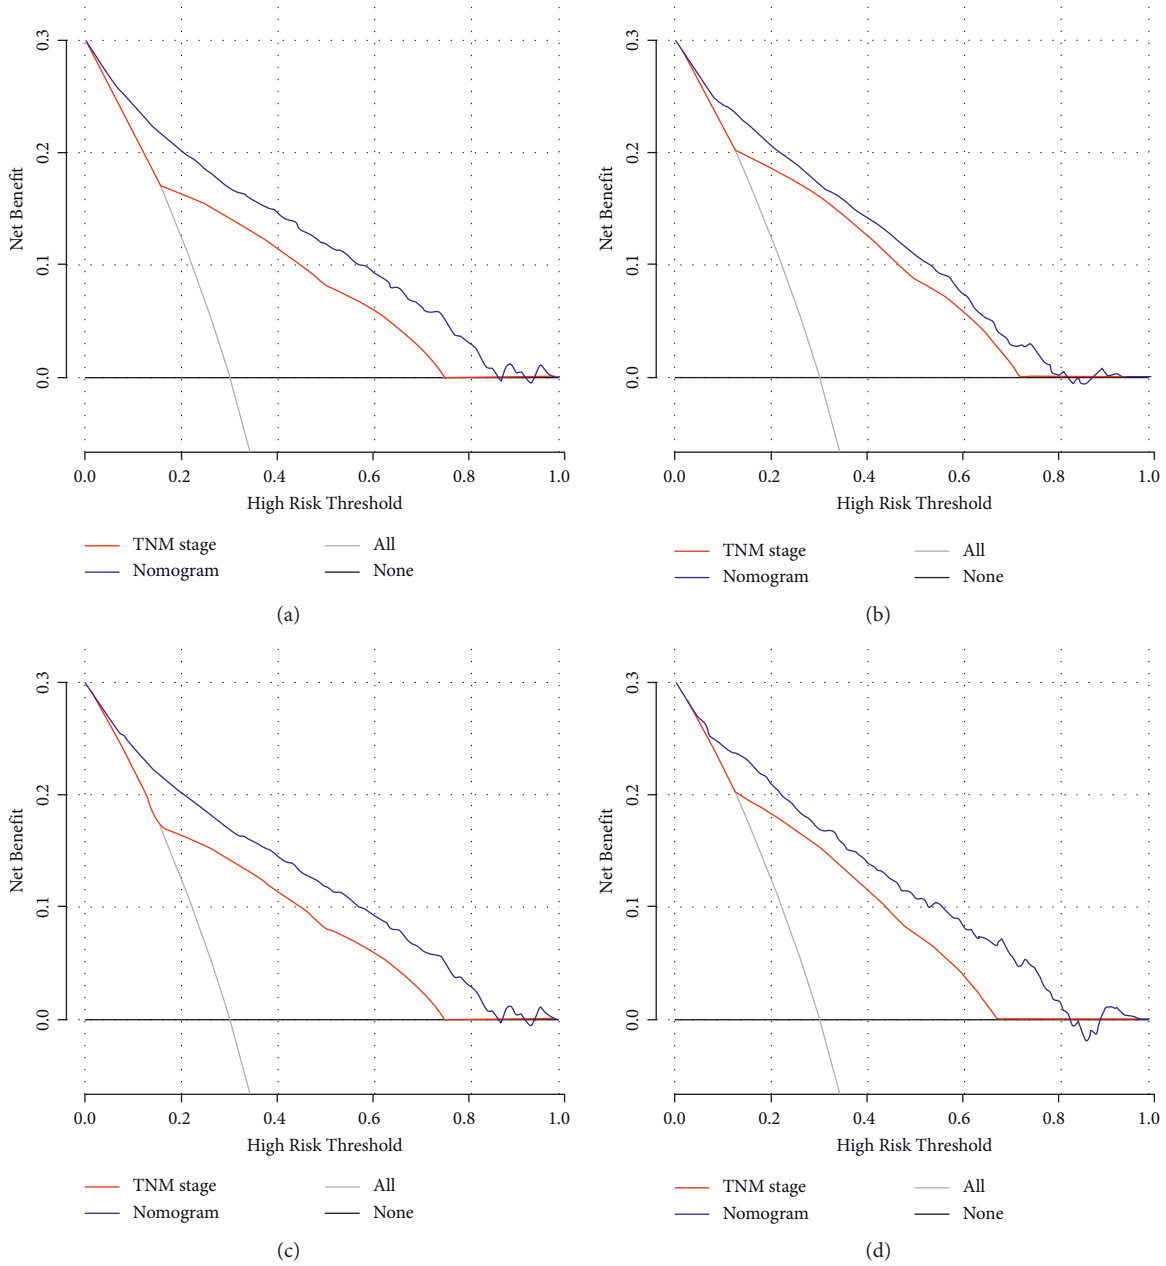 0.3
0.2
0.1
0.0
Net Benefit
0.0 0.2 0.4 0.6 0.8 1.0
High Risk Threshold
TNM stage All
Nomogram None
(a)
0.3
0.2
0.1
0.0
Net Benefit
0.0 0.2 0.4 0.6 0.8 1.0
High Risk Threshold
TNM stage All
Nomogram None
(b)
0.3
0.2
0.1
0.0
Net Benefit
0.0 0.2 0.4 0.6 0.8 1.0
High Risk Threshold
TNM stage All
Nomogram None
(c)
0.3
0.2
0.1
0.0
Net Benefit
0.0 0.2 0.4 0.6 0.8 1.0
High Risk Threshold
TNM stage All
Nomogram None
(d)